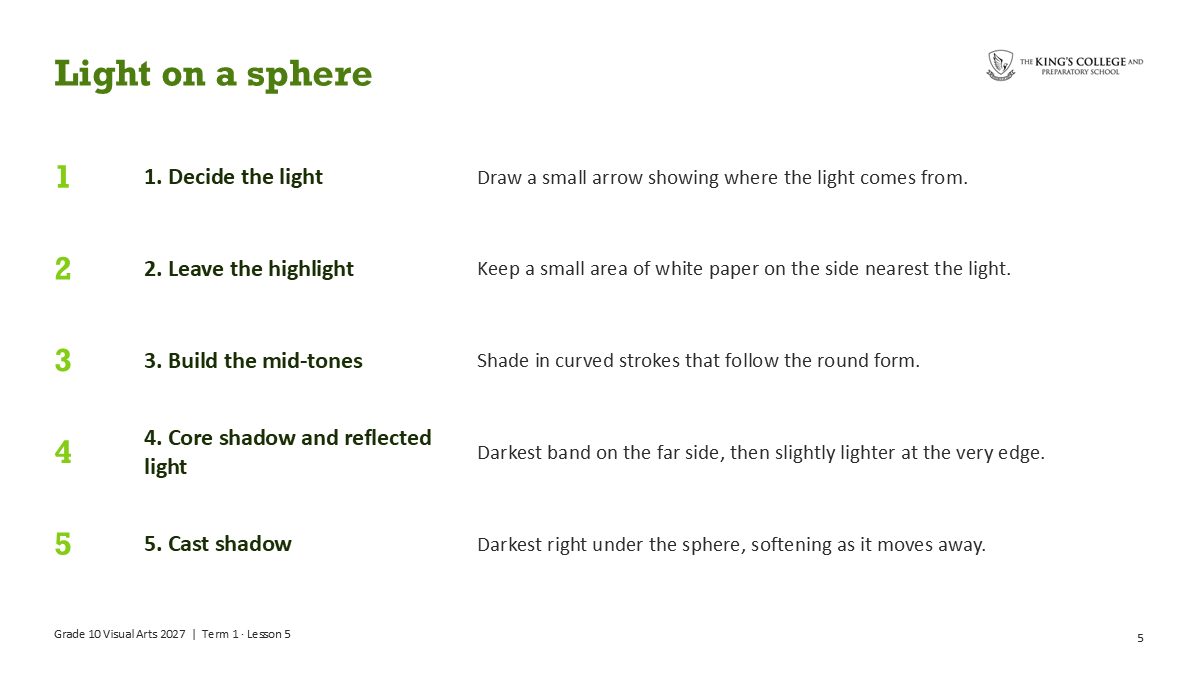 Light on a sphere
THE KING'S COLLEGE AND
PREPARATORY SCHOOL
1
1. Decide the light
Draw a small arrow showing where the light comes from.
2
2. Leave the highlight
Keep a small area of white paper on the side nearest the light.
3
3. Build the mid-tones
Shade in curved strokes that follow the round form.
4
4. Core shadow and reflected
light
Darkest band on the far side, then slightly lighter at the very edge.
5
5. Cast shadow
Darkest right under the sphere, softening as it moves away.
Grade 10 Visual Arts 2027 | Term 1 · Lesson 5
5